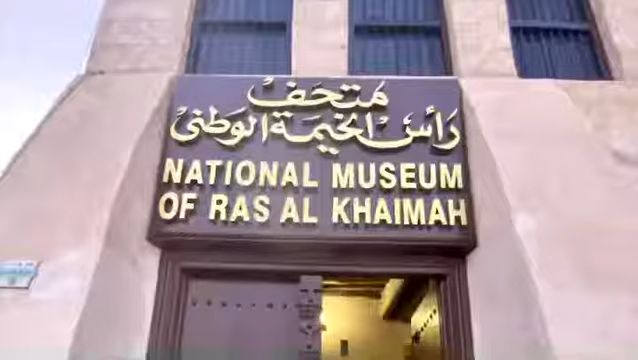 متحف
رأس الخيمة الوطني
NATIONAL MUSEUM
OF RAS AL KHAIMAH